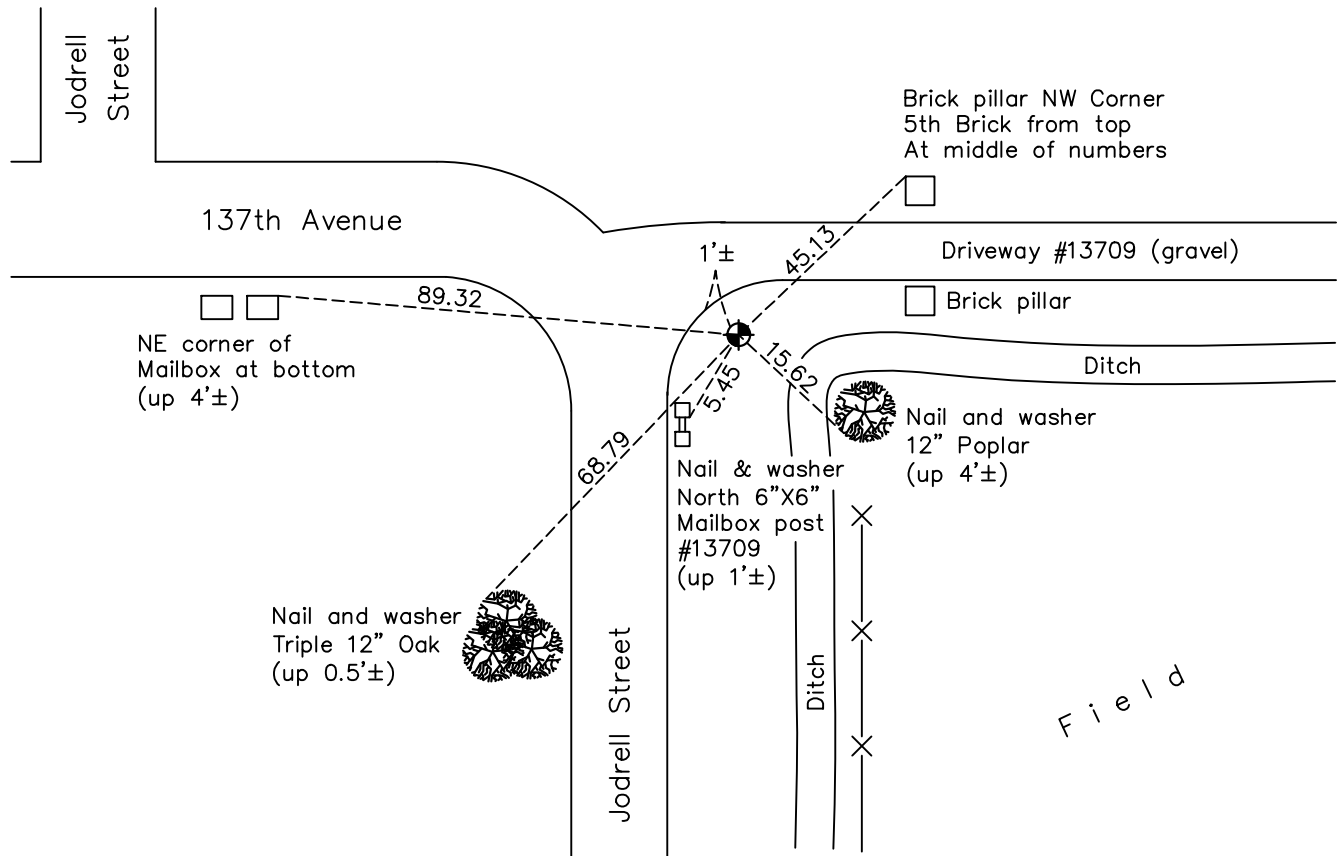 Jodrell
Street
Brick pillar NW Corner
5th Brick from top
At middle of numbers
137th Avenue
1'±
45.13
Driveway #13709 (gravel)
89.32
Brick pillar
NE corner of
Mailbox at bottom
(up 4'±)
15.62
5.45
Ditch
68.79
Nail and washer
12" Poplar
(up 4'±)
Nail & washer
North 6"X6"
Mailbox post
#13709
(up 1'±)
Nail and washer
Triple 12" Oak
(up 0.5'±)
Jodrell Street
Ditch
Field